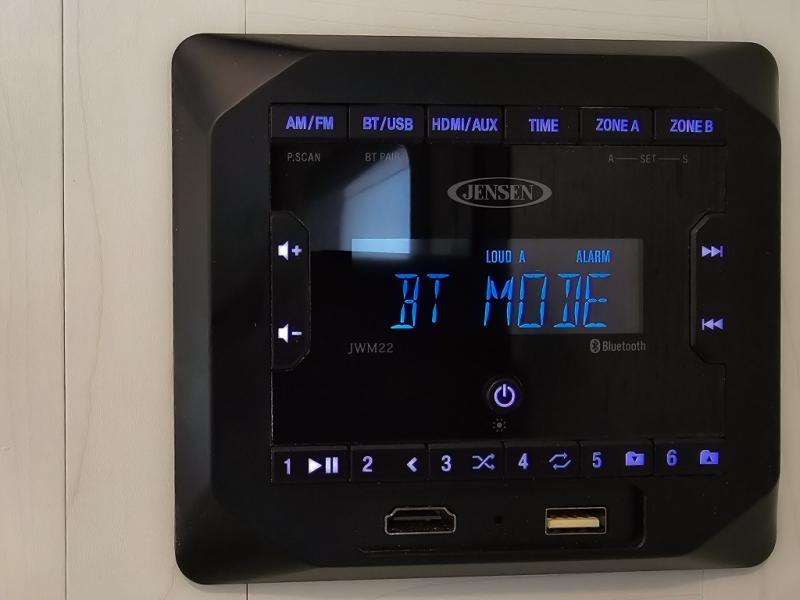 AM/FM BT/USB HDMI/AUX TIME ZONE A ZONE B
P.SCAN BT PAIR A SET S
JENSEN
LOUD A ALARM
BT MODE
JWM22 Bluetooth
1 2 3 4 5 6